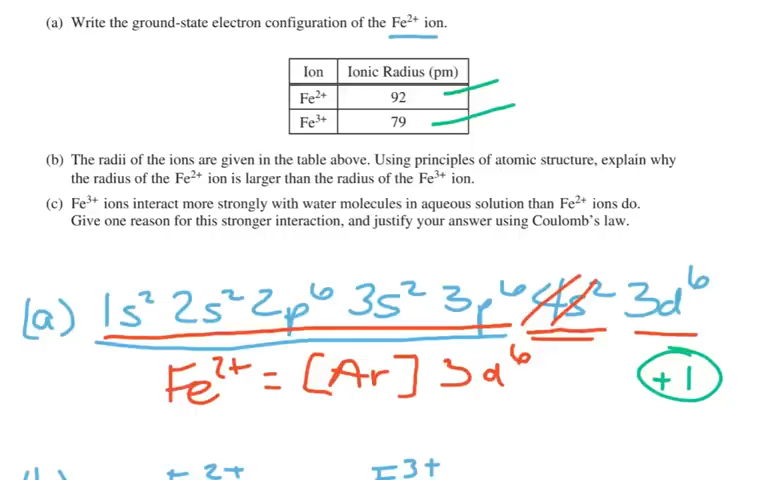 (a) Write the ground-state electron configuration of the Fe²⁺ ion.
Ion Ionic Radius (pm)
Fe²⁺ 92
Fe³⁺ 79
(b) The radii of the ions are given in the table above. Using principles of atomic structure, explain why
the radius of the Fe²⁺ ion is larger than the radius of the Fe³⁺ ion.
(c) Fe³⁺ ions interact more strongly with water molecules in aqueous solution than Fe²⁺ ions do.
Give one reason for this stronger interaction, and justify your answer using Coulomb's law.
(a) 1s² 2s² 2p⁶ 3s² 3p⁶ 4s² 3d⁶
Fe²⁺ = [Ar] 3d⁶ +1
2+ 3+